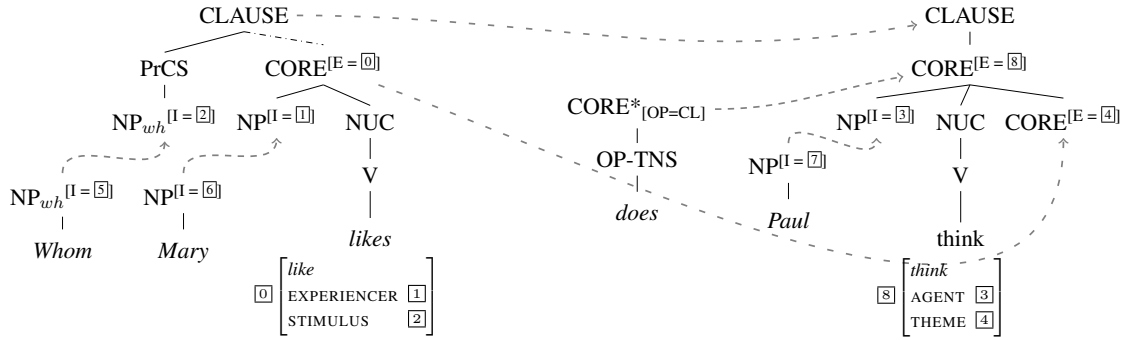 CLAUSE CLAUSE
PrCS CORE[E = 0] CORE[E = 8]
NPwh[I = 2] NP[I = 1] NUC CORE*[OP=CL] NP[I = 3] NUC CORE[E = 4]
V OP-TNS NP[I = 7] V
NPwh[I = 5] NP[I = 6] does Paul
Whom Mary likes think
0 [like 8 [think
EXPERIENCER 1 AGENT 3
STIMULUS 2] THEME 4]